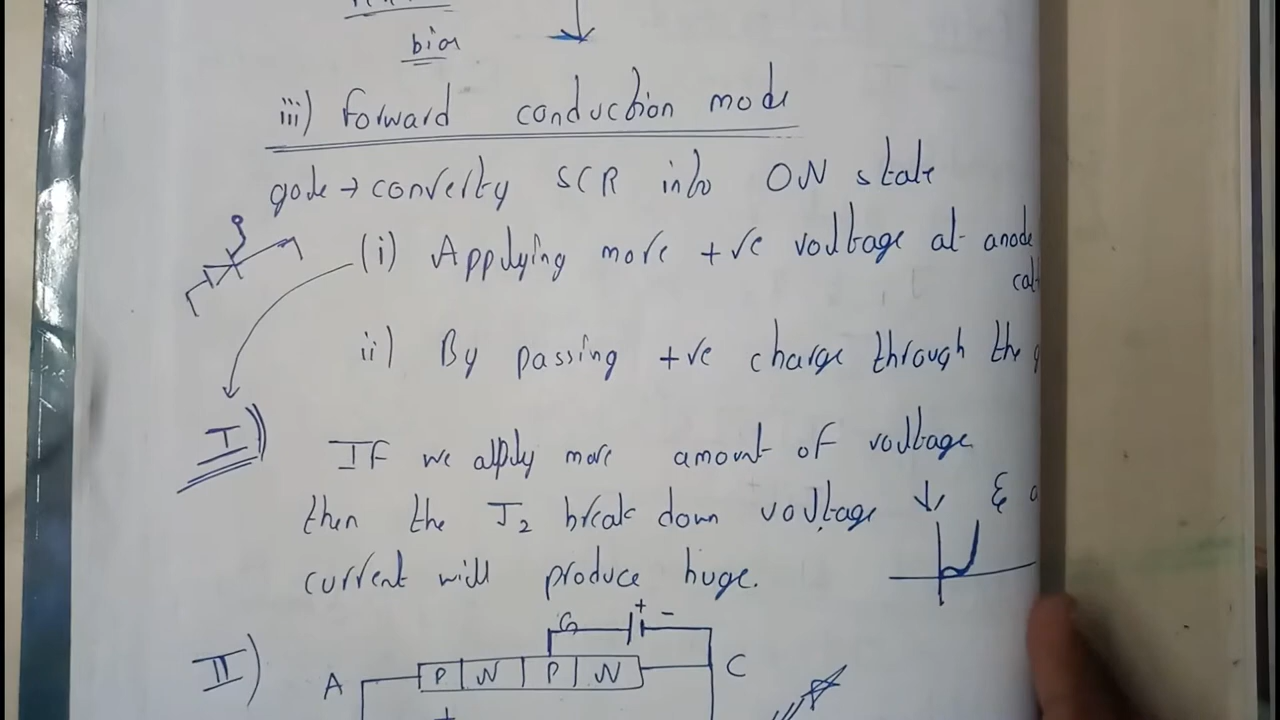 bias
iii) Forward conduction mode
gate → converts SCR into ON state
(i) Applying more +ve voltage at anode
ii) By passing +ve charge through the
I) IF we apply more amount of voltage
then the J2 break down voltage ↓ &
current will produce huge.
G + -
II) A P N P N C
+